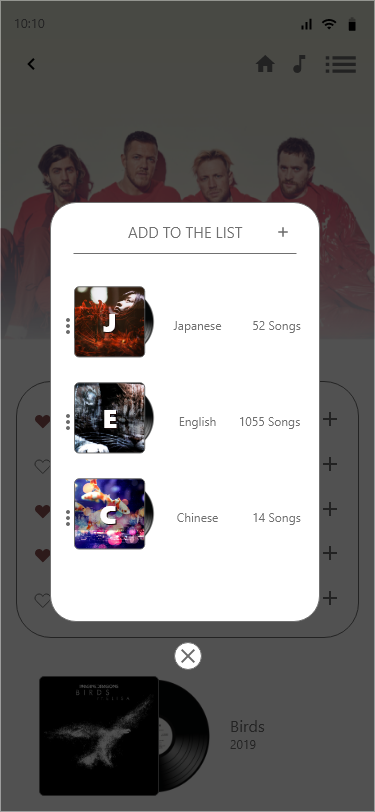 10:10
ADD TO THE LIST
J
Japanese
52 Songs
E
English
1055 Songs
C
Chinese
14 Songs
IMAGINE DRAGONS
BIRDS
Birds
2019